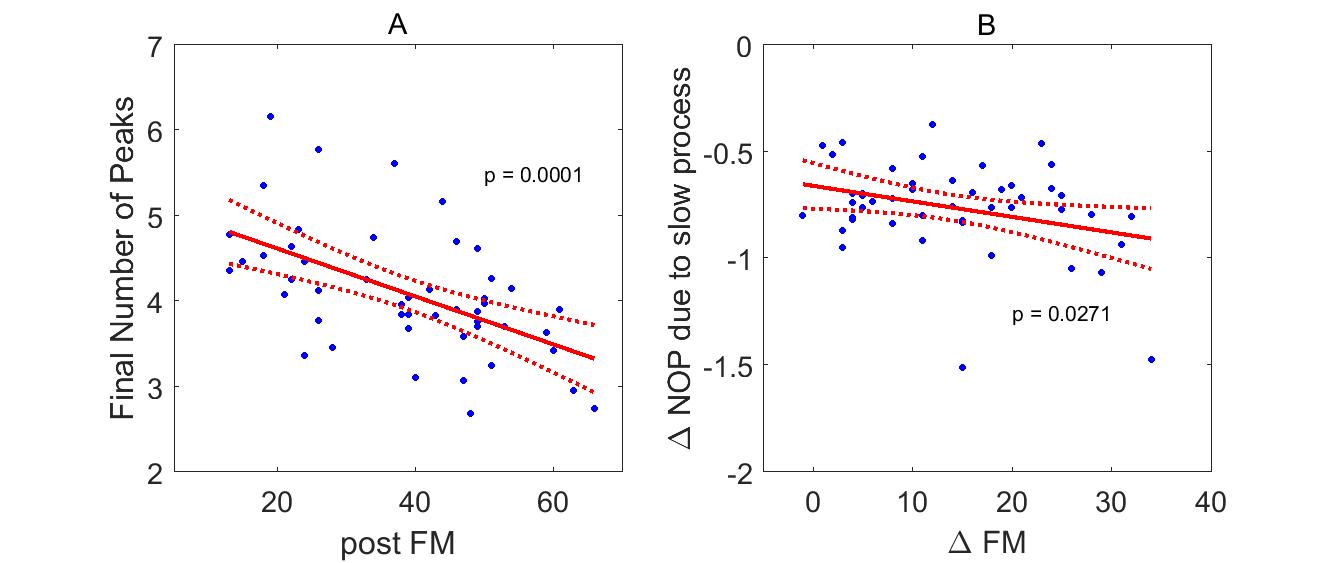 A
7
6
5
4
3
2
Final Number of Peaks
p = 0.0001
20
40
60
post FM
B
0
-0.5
-1
-1.5
-2
Δ NOP due to slow process
p = 0.0271
0
10
20
30
40
Δ FM